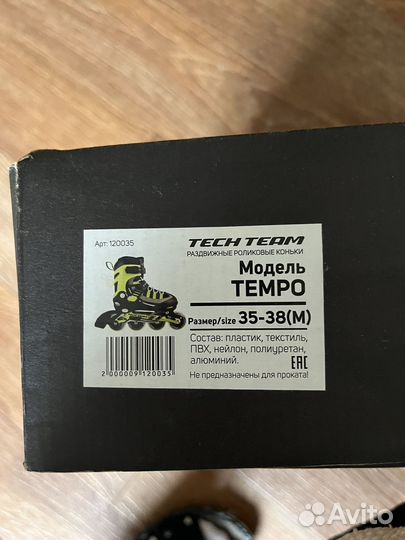 Арт: 120035
TECH TEAM
РАЗДВИЖНЫЕ РОЛИКОВЫЕ КОНЬКИ
Модель
TEMPO
Размер/size 35-38(M)
Состав: пластик, текстиль,
ПВХ, нейлон, полиуретан,
алюминий.
Не предназначены для проката!
EAC
2 000009 120035
Avito